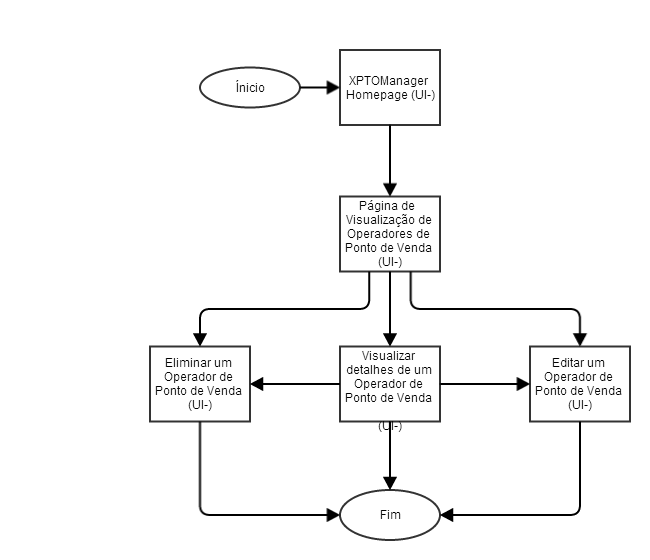 Ínicio
XPTOManager
Homepage (UI-)
Página de
Visualização de
Operadores de
Ponto de Venda
(UI-)
Eliminar um
Operador de
Ponto de Venda
(UI-)
Visualizar
detalhes de um
Operador de
Ponto de Venda
(UI-)
Editar um
Operador de
Ponto de Venda
(UI-)
Fim